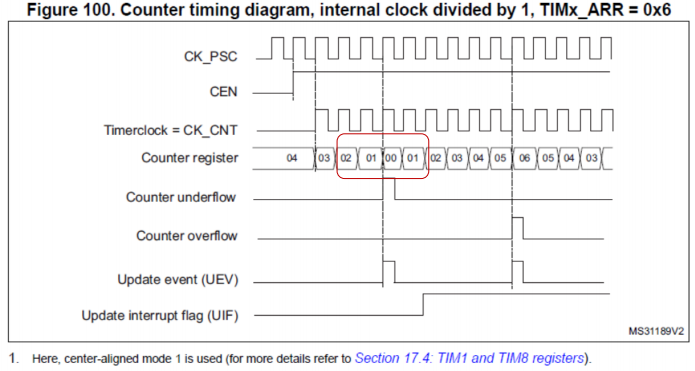 Figure 100. Counter timing diagram, internal clock divided by 1, TIMx_ARR = 0x6
CK_PSC
CEN
Timerclock = CK_CNT
Counter register 04 03 02 01 00 01 02 03 04 05 06 05 04 03
Counter underflow
Counter overflow
Update event (UEV)
Update interrupt flag (UIF)
MS31189V2
1. Here, center-aligned mode 1 is used (for more details refer to Section 17.4: TIM1 and TIM8 registers).